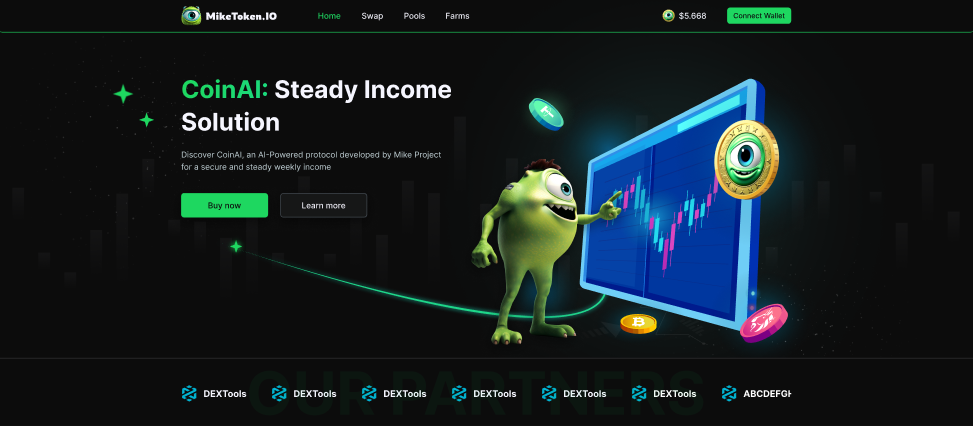 MikeToken.IO
Home
Swap
Pools
Farms
$5.668
Connect Wallet
CoinAI: Steady Income
Solution
Discover CoinAI, an AI-Powered protocol developed by Mike Project
for a secure and steady weekly income
Buy now
Learn more
OUR PARTNERS
DEXTools
DEXTools
DEXTools
DEXTools
DEXTools
DEXTools
ABCDEFGH